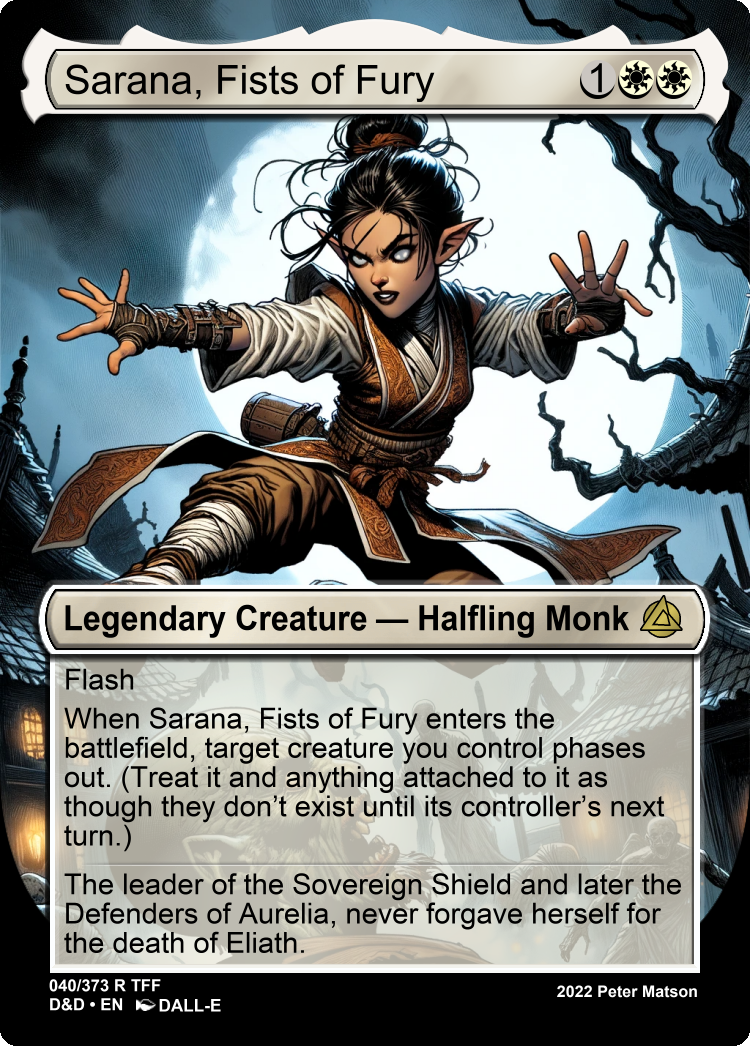 Sarana, Fists of Fury 1
Legendary Creature — Halfling Monk
Flash
When Sarana, Fists of Fury enters the
battlefield, target creature you control phases
out. (Treat it and anything attached to it as
though they don’t exist until its controller’s next
turn.)
The leader of the Sovereign Shield and later the
Defenders of Aurelia, never forgave herself for
the death of Eliath.
040/373 R TFF
D&D • EN DALL-E
2022 Peter Matson